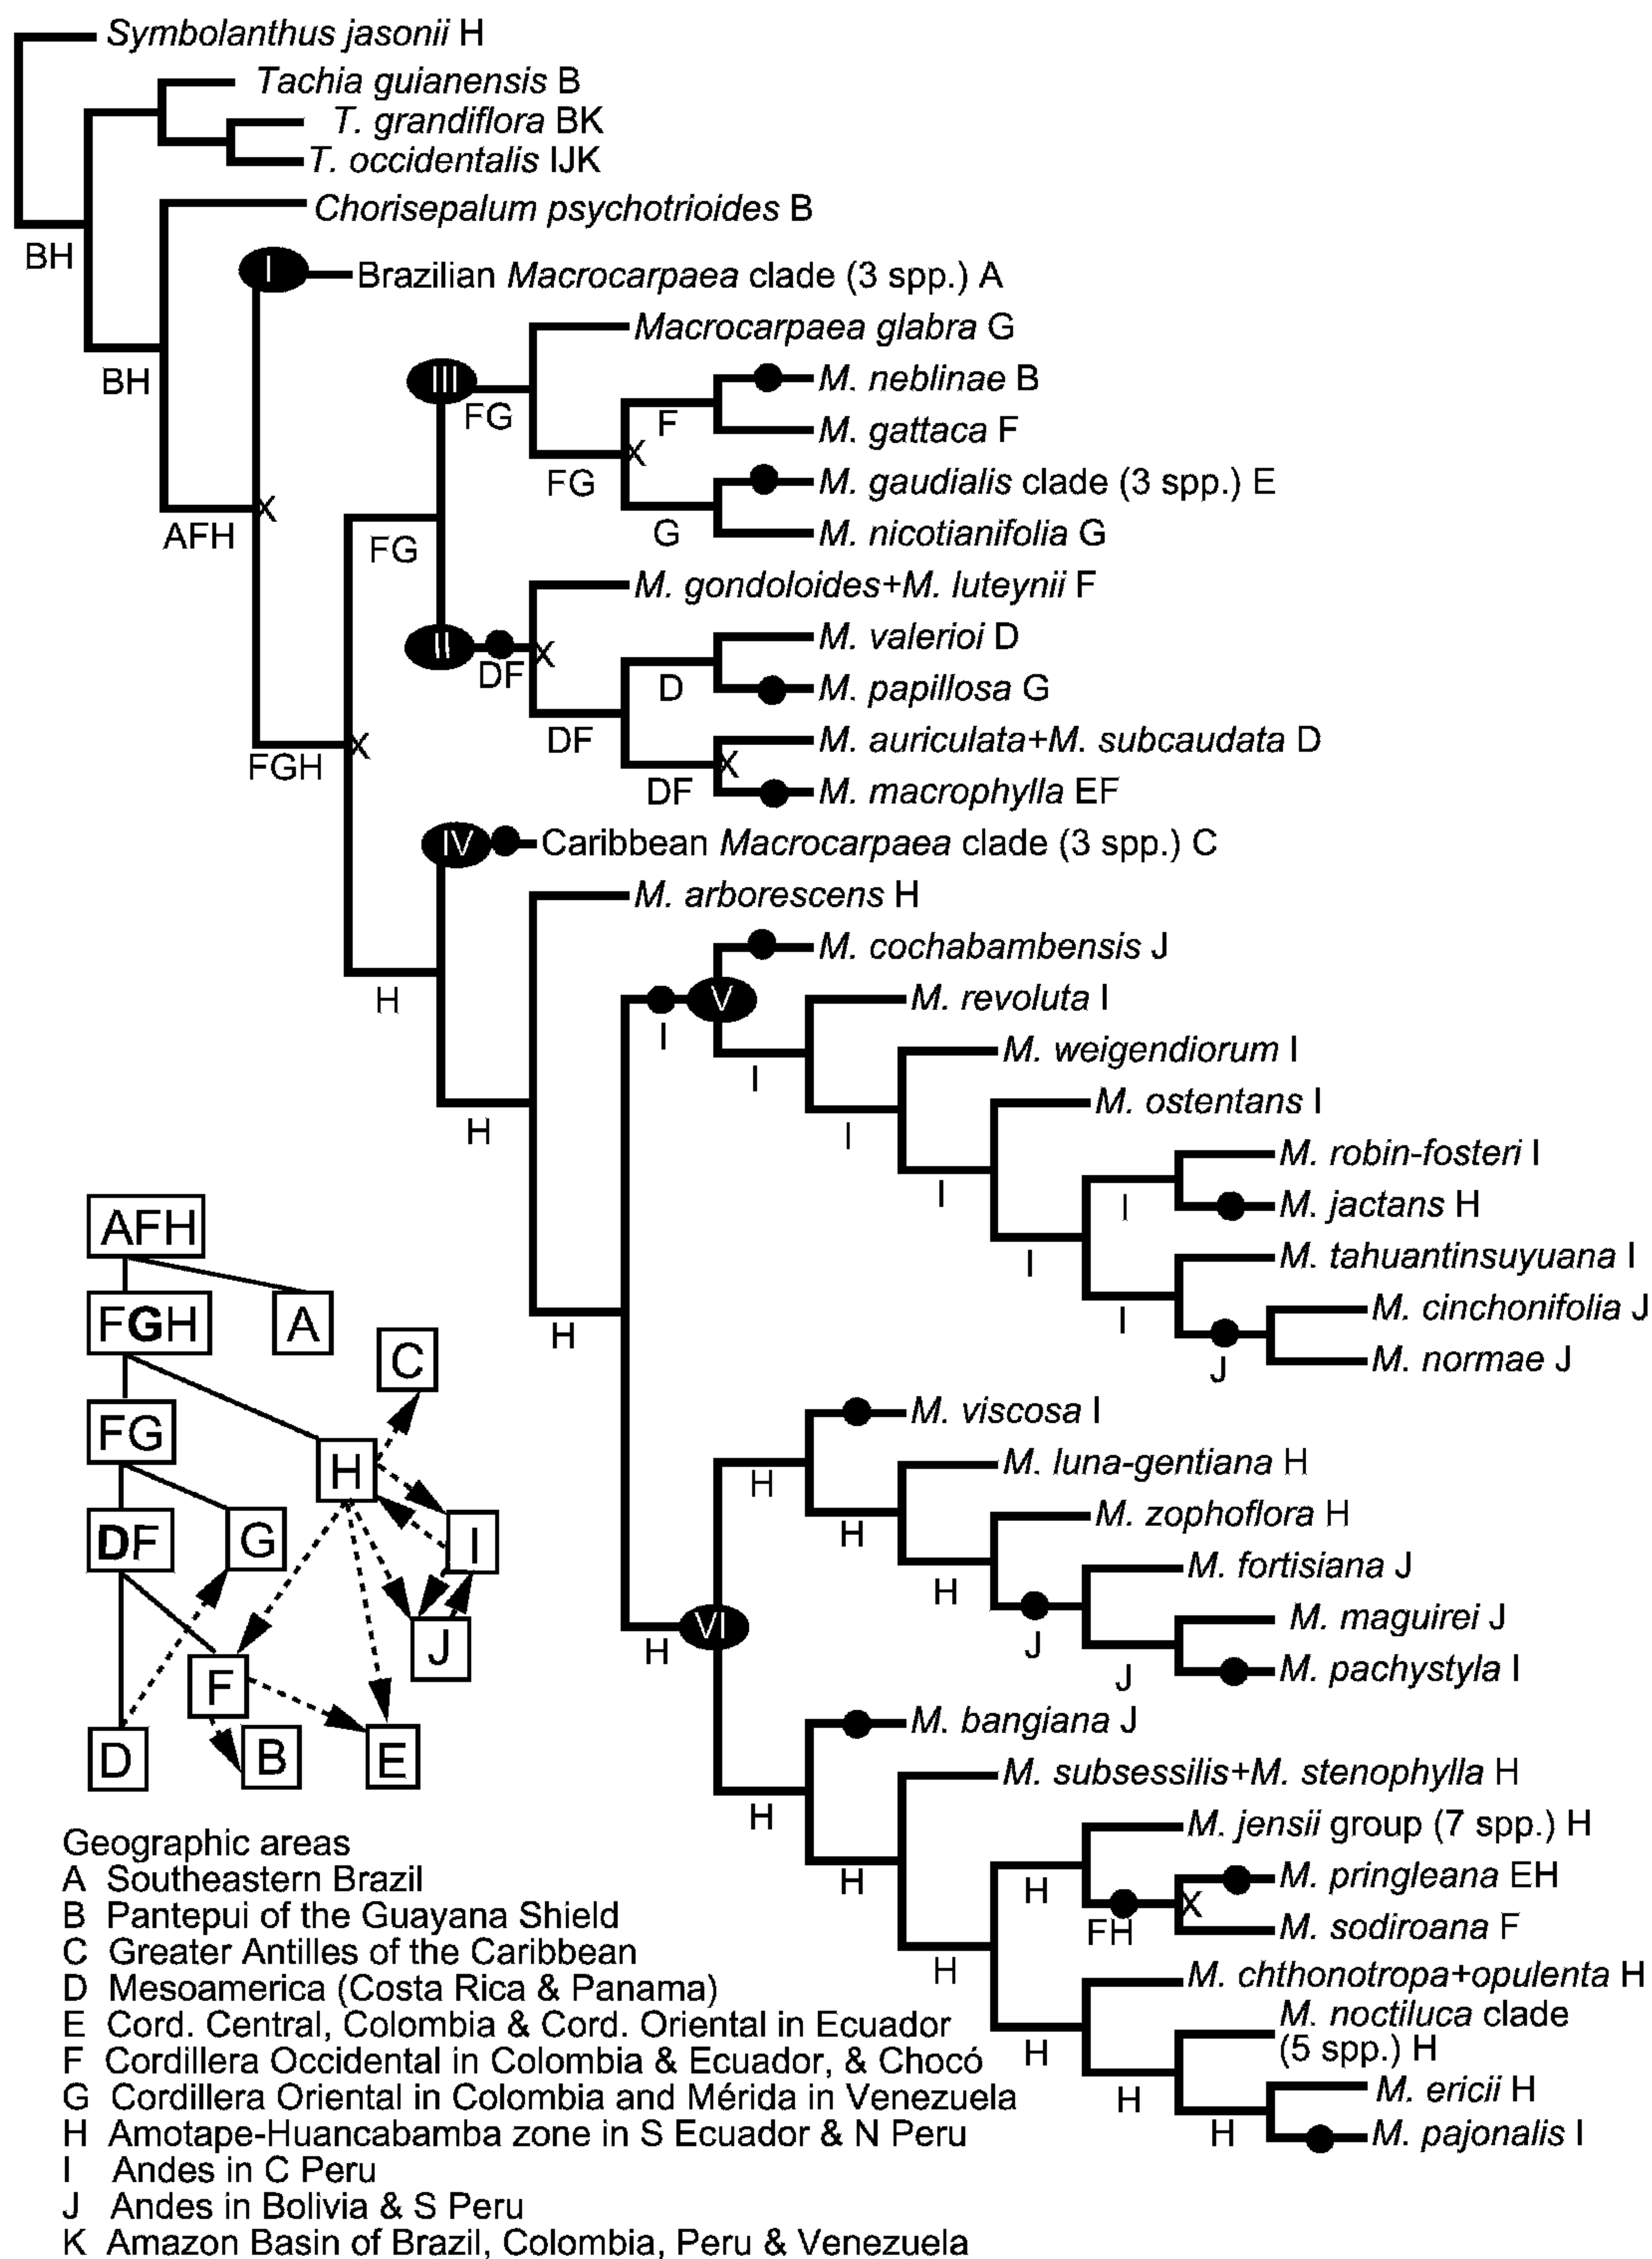 Symbolanthus jasonii H
Tachia guianensis B
T. grandiflora BK
T. occidentalis IJK
Chorisepalum psychotrioides B
BH
I
Brazilian Macrocarpaea clade (3 spp.) A
Macrocarpaea glabra G
III
M. neblinae B
BH
FG
F
M. gattaca F
X
FG
M. gaudialis clade (3 spp.) E
X
AFH
G
M. nicotianifolia G
FG
M. gondoloides+M. luteynii F
II
X
M. valerioi D
DF
D
M. papillosa G
X
FGH
DF
M. auriculata+M. subcaudata D
X
DF
M. macrophylla EF
IV
Caribbean Macrocarpaea clade (3 spp.) C
M. arborescens H
M. cochabambensis J
H
V
M. revoluta I
I
M. weigendiorum I
I
M. ostentans I
H
I
M. robin-fosteri I
I
I
M. jactans H
I
M. tahuantinsuyuana I
H
I
M. cinchonifolia J
J
M. normae J
M. viscosa I
H
M. luna-gentiana H
H
M. zophoflora H
H
M. fortisiana J
VI
H
J
M. maguirei J
J
M. pachystyla I
M. bangiana J
H
M. subsessilis+M. stenophylla H
M. jensii group (7 spp.) H
H
H
M. pringleana EH
X
FH
M. sodiroana F
H
M. chthonotropa+opulenta H
M. noctiluca clade
(5 spp.) H
H
H
M. ericii H
H
M. pajonalis I
AFH
FGH
A
C
FG
H
DF
G
I
J
F
D
B
E
Geographic areas
A Southeastern Brazil
B Pantepui of the Guayana Shield
C Greater Antilles of the Caribbean
D Mesoamerica (Costa Rica & Panama)
E Cord. Central, Colombia & Cord. Oriental in Ecuador
F Cordillera Occidental in Colombia & Ecuador, & Chocó
G Cordillera Oriental in Colombia and Mérida in Venezuela
H Amotape-Huancabamba zone in S Ecuador & N Peru
I Andes in C Peru
J Andes in Bolivia & S Peru
K Amazon Basin of Brazil, Colombia, Peru & Venezuela